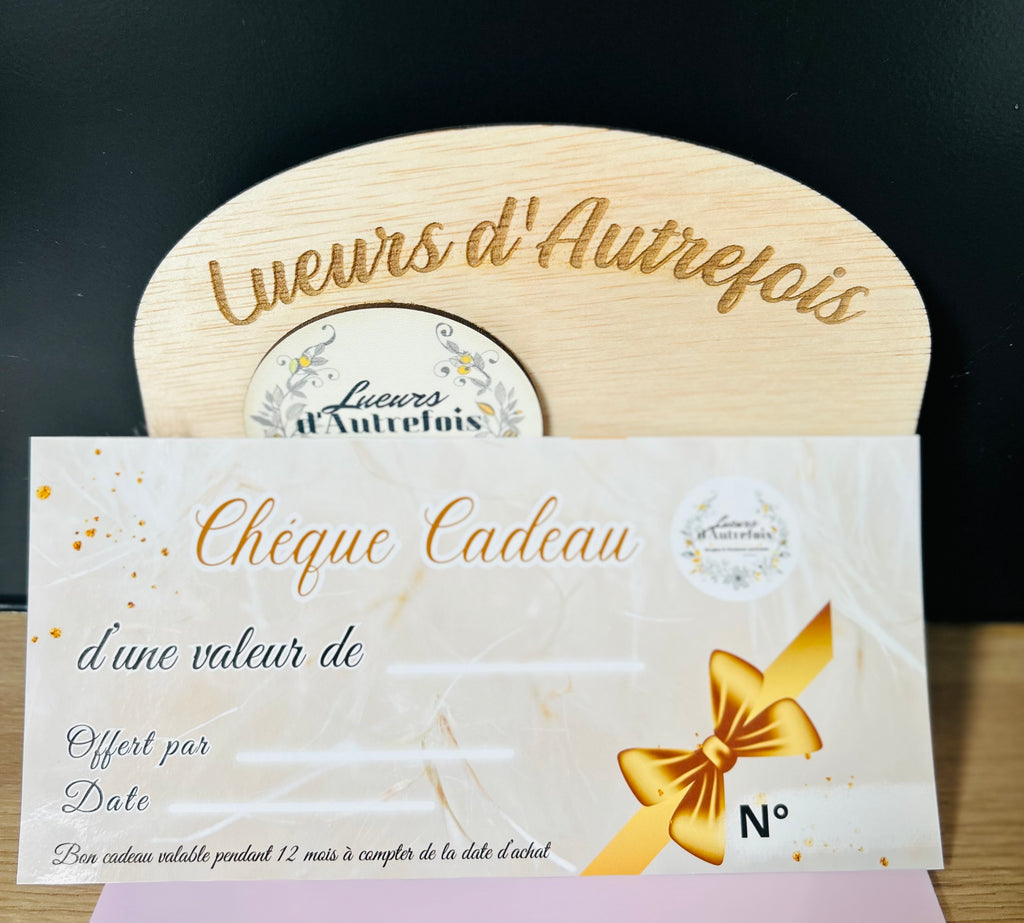 Lueurs d'Autrefois
Lueurs
d'Autrefois
Chéque Cadeau
Lueurs
d'Autrefois
d'une valeur de
Offert par
Date
N°
Bon cadeau valable pendant 12 mois à compter de la date d'achat